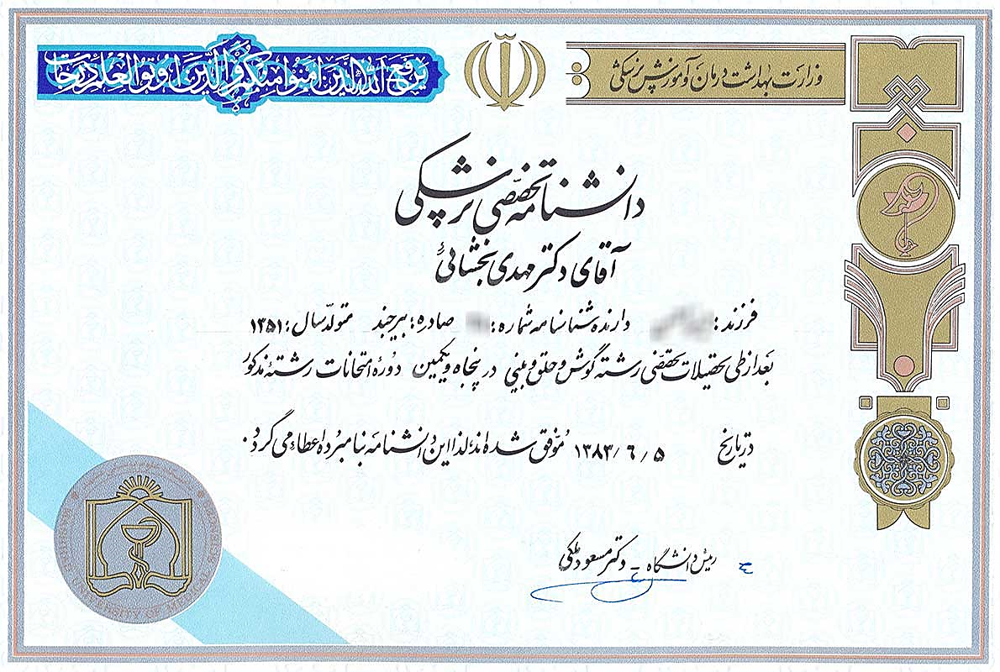 وزارت بهداشت درمان و آموزش پزشکی
یرفع الله الذین آمنوا منکم والذین اوتوا العلم درجات
دانشنامه تخصصی پزشکی
آقای دکتر مهدی بخشائی
فرزند: دارنده شناسنامه شماره: صادره: بیرجند متولد سال: ۱۳۵۱
بعد از طی تحصیلات تخصصی رشته گوش و حلق و بینی در پنجاه و یکمین دوره امتحانات رشته مذکور
در تاریخ ۵ / ۶ / ۱۳۸۳ موفق شده‌اند، لذا این دانشنامه بنامبرده اعطاء می گردد.
رئیس دانشگاه - دکتر مسعود ملکی
UNIVERSITY OF MEDICAL